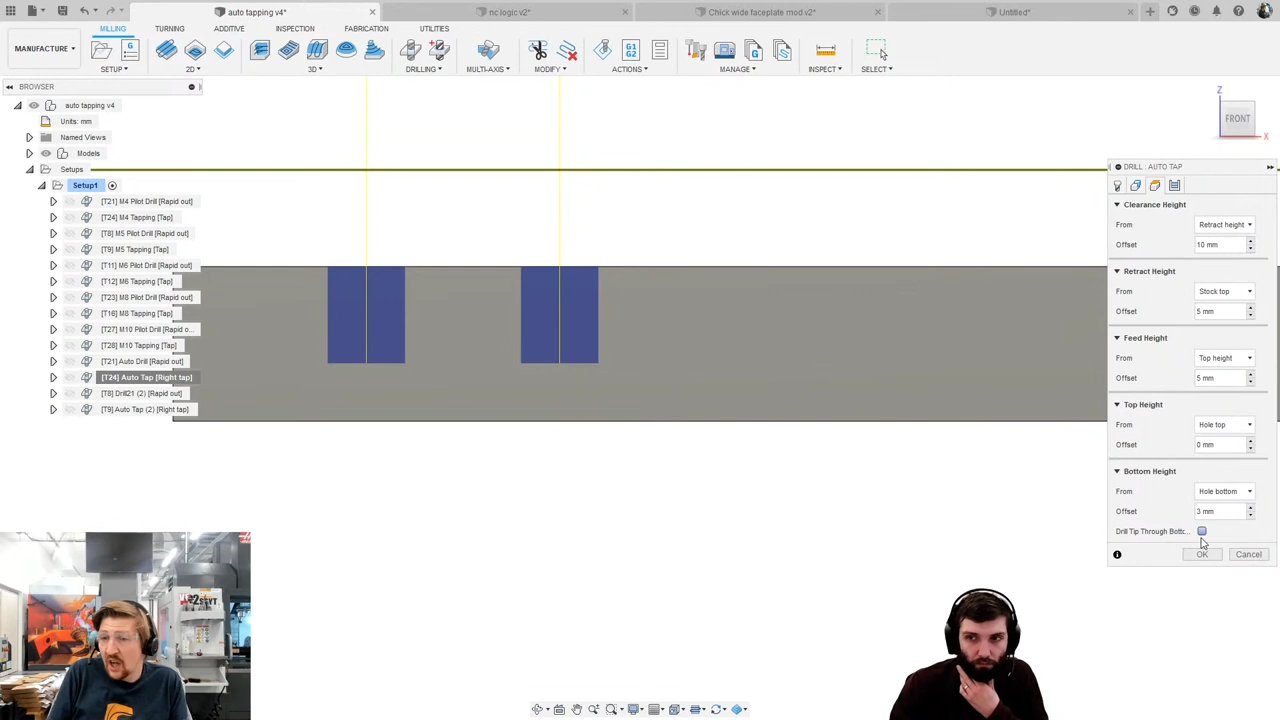 auto tapping v4*
nc logic v2*
Chick wide faceplate mod v2*
Untitled*
MILLING
TURNING
ADDITIVE
INSPECTION
FABRICATION
UTILITIES
MANUFACTURE
G1
G2
SETUP
2D
3D
DRILLING
MULTI-AXIS
MODIFY
ACTIONS
MANAGE
INSPECT
SELECT
BROWSER
auto tapping v4
Units: mm
Named Views
Models
Setups
Setup1
[T21] M4 Pilot Drill [Rapid out]
[T24] M4 Tapping [Tap]
[T8] M5 Pilot Drill [Rapid out]
[T9] M5 Tapping [Tap]
[T11] M6 Pilot Drill [Rapid out]
[T12] M6 Tapping [Tap]
[T23] M8 Pilot Drill [Rapid out]
[T16] M8 Tapping [Tap]
[T27] M10 Pilot Drill [Rapid o...
[T28] M10 Tapping [Tap]
[T21] Auto Drill [Rapid out]
[T24] Auto Tap [Right tap]
[T8] Drill21 (2) [Rapid out]
[T9] Auto Tap (2) [Right tap]
Z
FRONT
X
DRILL : AUTO TAP
Clearance Height
From Retract height
Offset 10 mm
Retract Height
From Stock top
Offset 5 mm
Feed Height
From Top height
Offset 5 mm
Top Height
From Hole top
Offset 0 mm
Bottom Height
From Hole bottom
Offset 3 mm
Drill Tip Through Botto...
OK Cancel